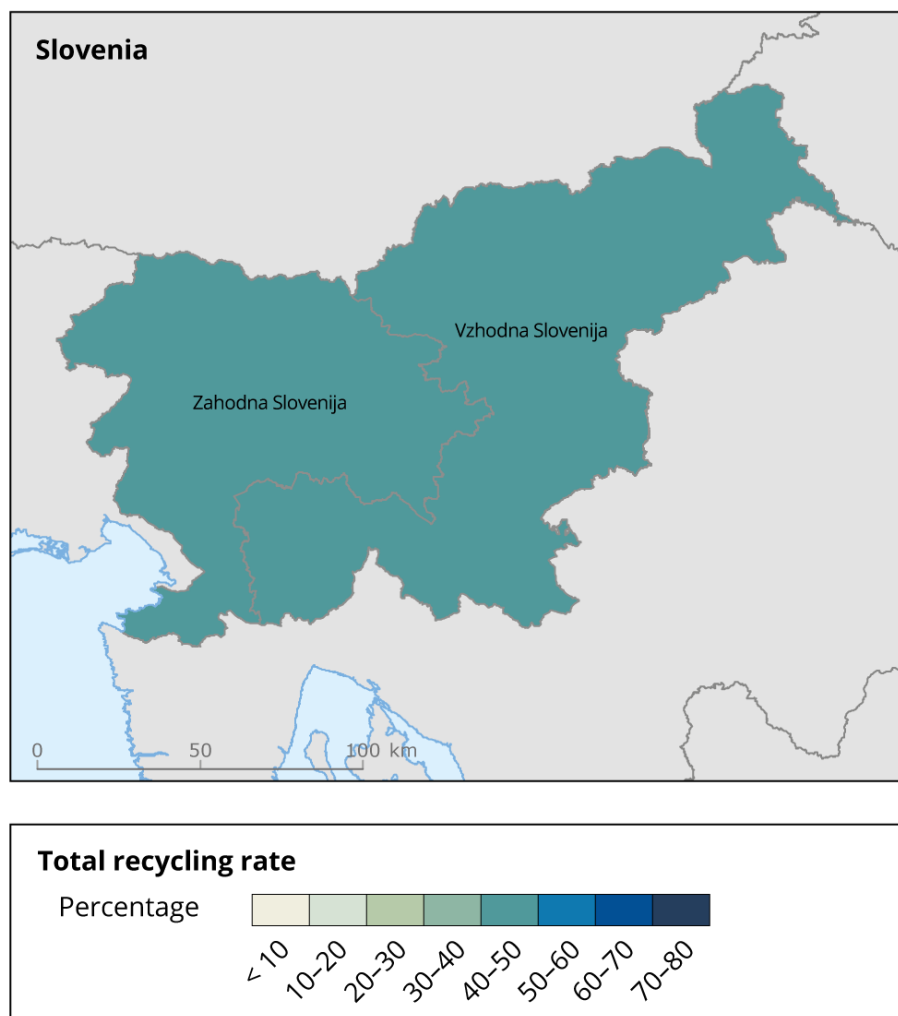 Slovenia
Vzhodna Slovenija
Zahodna Slovenija
0 50 100 km
Total recycling rate
Percentage
< 10
10–20
20–30
30–40
40–50
50–60
60–70
70–80